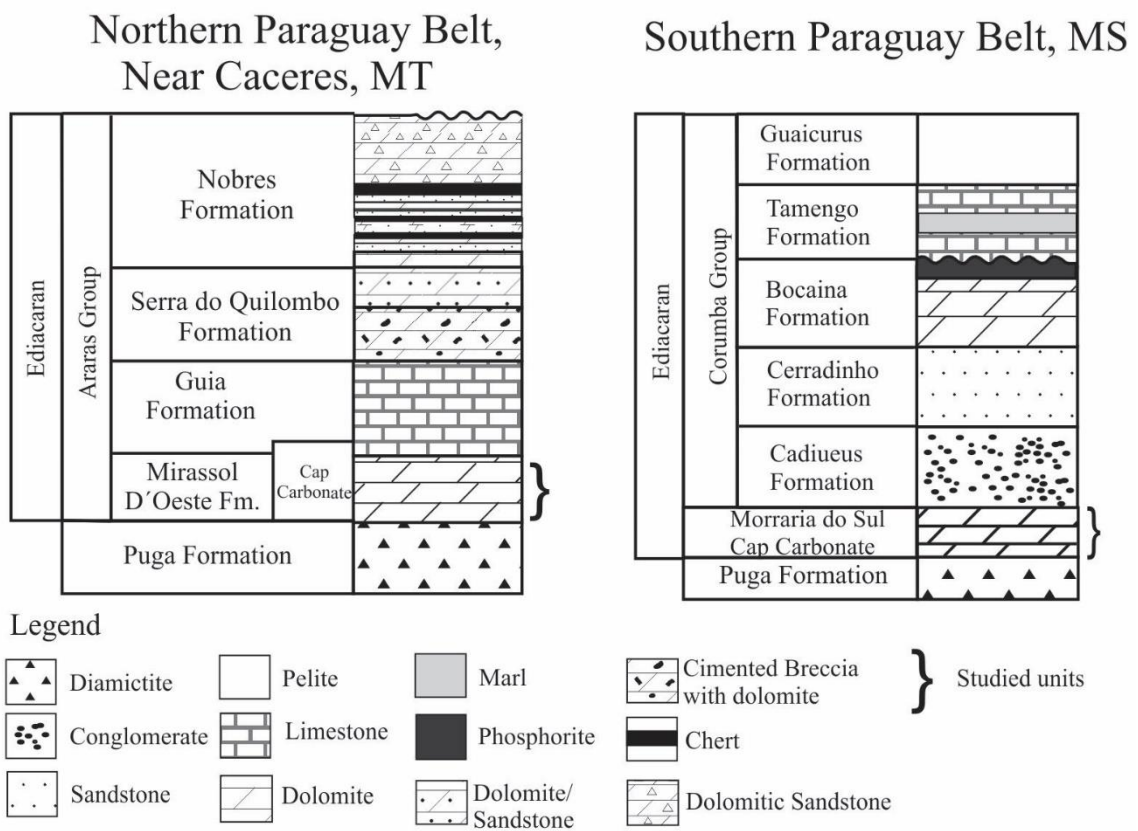 Northern Paraguay Belt,
Near Caceres, MT
Ediacaran
Araras Group
Nobres
Formation
Serra do Quilombo
Formation
Guia
Formation
Mirassol
D´Oeste Fm.
Cap
Carbonate
Puga Formation
Southern Paraguay Belt, MS
Ediacaran
Corumba Group
Guaicurus
Formation
Tamengo
Formation
Bocaina
Formation
Cerradinho
Formation
Cadiueus
Formation
Morraria do Sul
Cap Carbonate
Puga Formation
Legend
Diamictite
Pelite
Marl
Cimented Breccia
with dolomite
Studied units
Conglomerate
Limestone
Phosphorite
Chert
Sandstone
Dolomite
Dolomite/
Sandstone
Dolomitic Sandstone